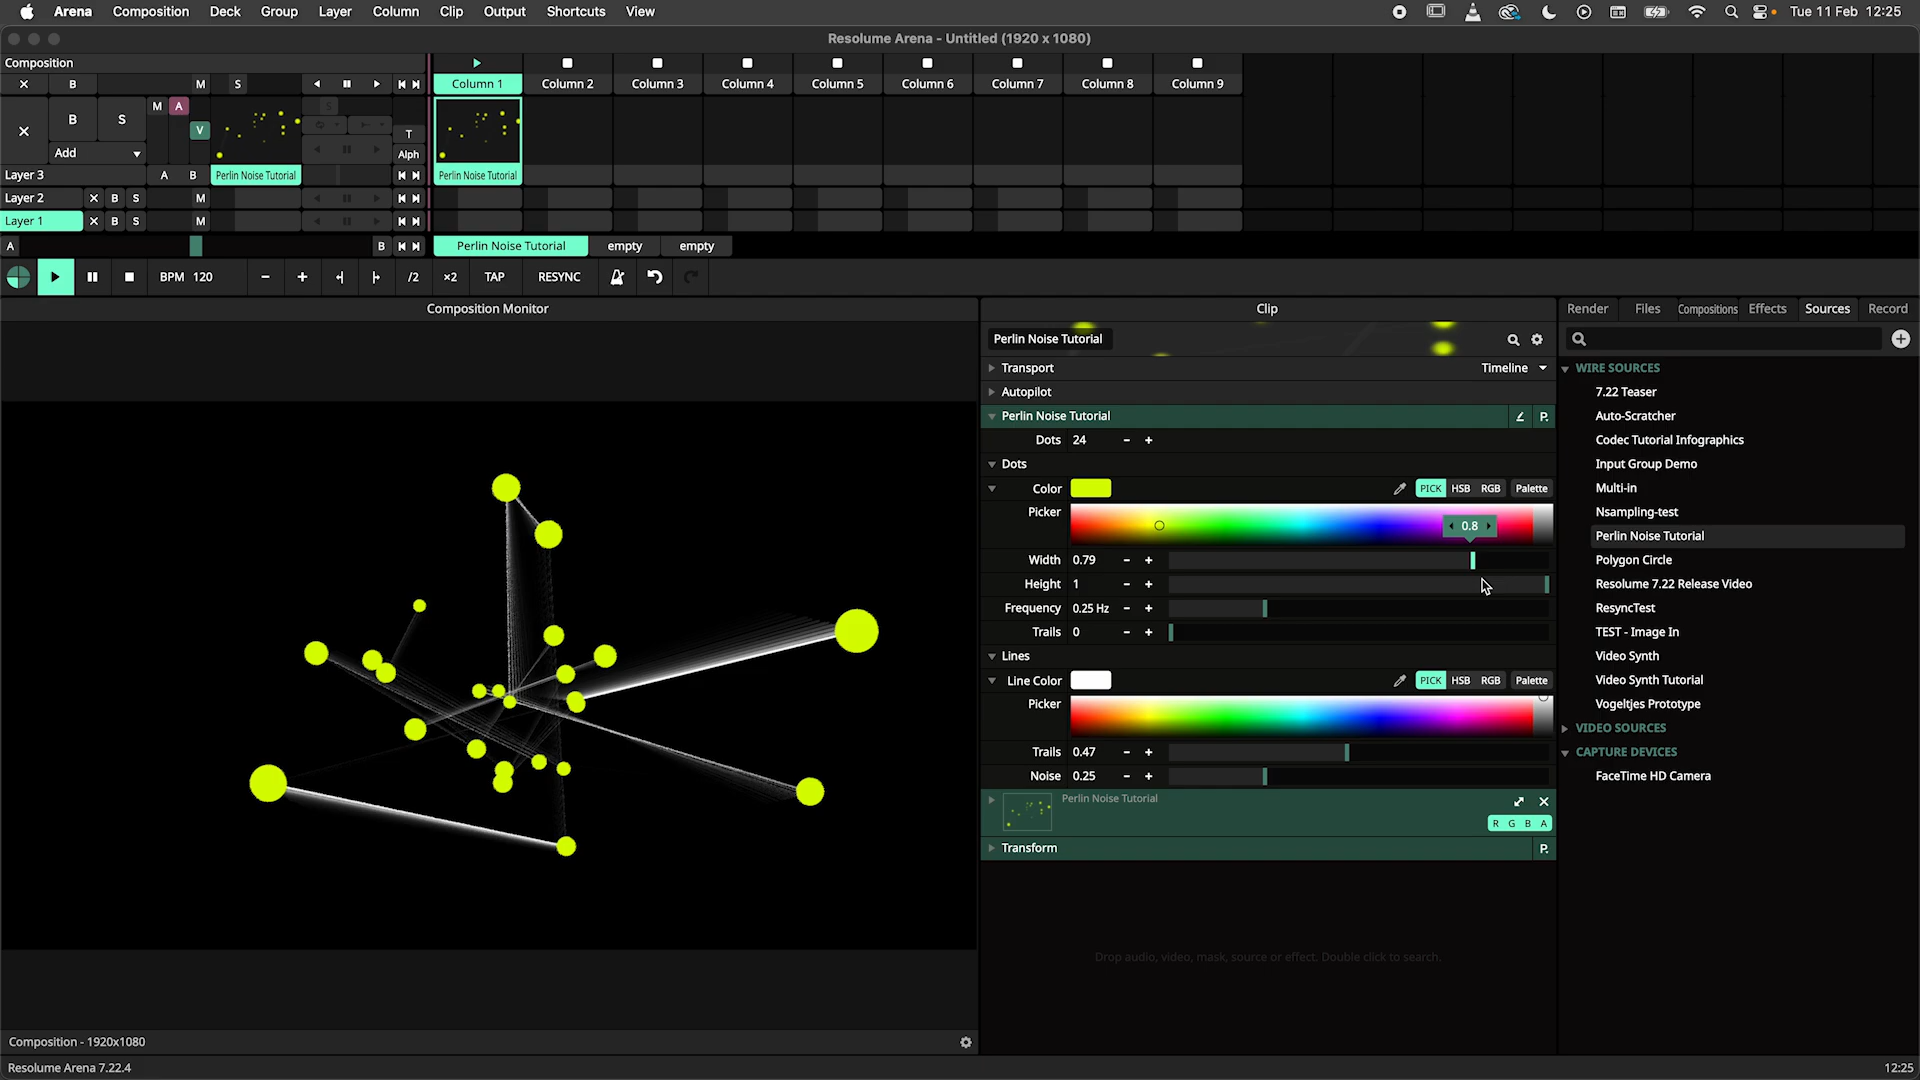 Arena Composition Deck Group Layer Column Clip Output Shortcuts View Tue 11 Feb 12:25
Resolume Arena - Untitled (1920 x 1080)
Composition
B M S Column 1 Column 2 Column 3 Column 4 Column 5 Column 6 Column 7 Column 8 Column 9
M A S
B S
V T
Add Alph
Layer 3 A B Perlin Noise Tutorial Perlin Noise Tutorial
Layer 2 B S M
Layer 1 B S M
A B Perlin Noise Tutorial empty empty
BPM 120 - + /2 ×2 TAP RESYNC
Composition Monitor
Clip
Perlin Noise Tutorial
Transport Timeline
Autopilot
Perlin Noise Tutorial P.
Dots 24 - +
Dots
Color PICK HSB RGB Palette
Picker
0.8
Width 0.79 - +
Height 1 - +
Frequency 0.25 Hz - +
Trails 0 - +
Lines
Line Color PICK HSB RGB Palette
Picker
Trails 0.47 - +
Noise 0.25 - +
Perlin Noise Tutorial
R G B A
Transform P.
Drop audio, video, mask, source or effect. Double click to search.
Render Files Compositions Effects Sources Record
WIRE SOURCES
7.22 Teaser
Auto-Scratcher
Codec Tutorial Infographics
Input Group Demo
Multi-in
Nsampling-test
Perlin Noise Tutorial
Polygon Circle
Resolume 7.22 Release Video
ResyncTest
TEST - Image In
Video Synth
Video Synth Tutorial
Vogeltjes Prototype
VIDEO SOURCES
CAPTURE DEVICES
FaceTime HD Camera
Composition - 1920x1080
Resolume Arena 7.22.4 12:25